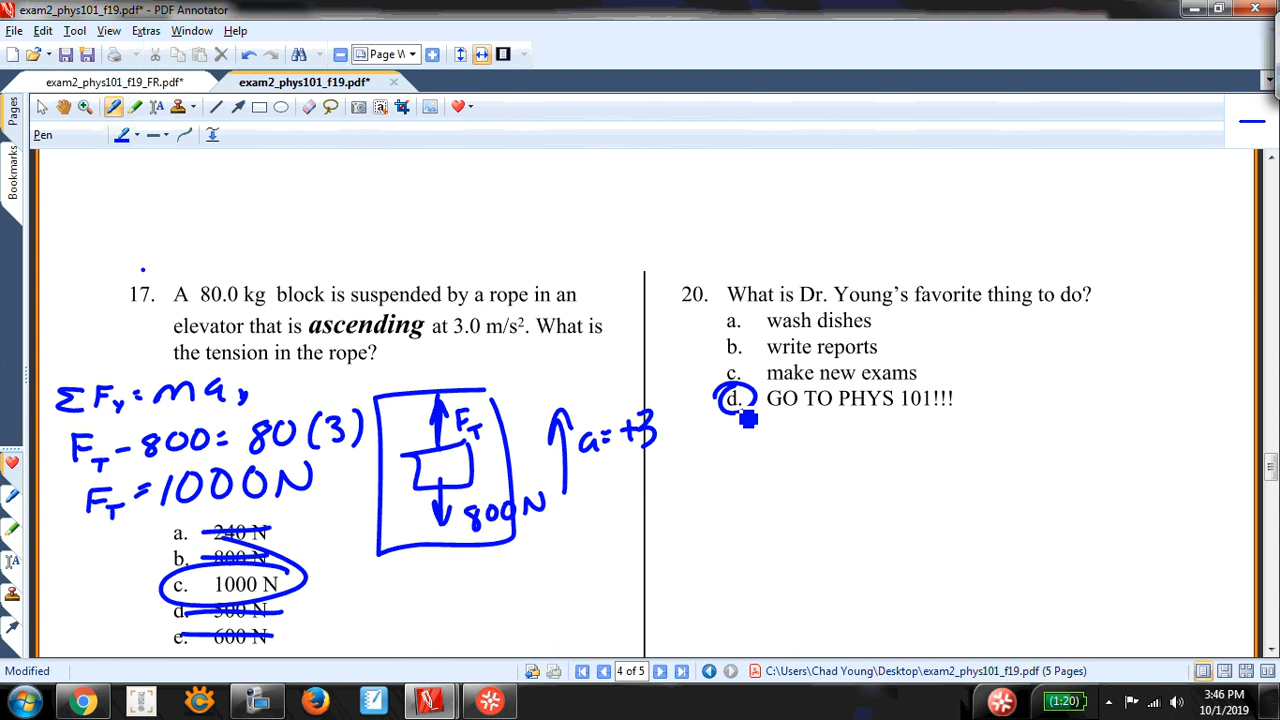 exam2_phys101_f19.pdf* - PDF Annotator
File Edit Tool View Extras Window Help
Page W
exam2_phys101_f19_FR.pdf* exam2_phys101_f19.pdf*
Pen
Pages
Bookmarks
17. A 80.0 kg block is suspended by a rope in an
elevator that is ascending at 3.0 m/s². What is
the tension in the rope?
ΣFy = may
FT - 800 = 80 (3)
FT = 1000 N
FT
800 N
a = +3
a. 240 N
b. 800 N
c. 1000 N
d. 500 N
e. 600 N
20. What is Dr. Young's favorite thing to do?
a. wash dishes
b. write reports
c. make new exams
d. GO TO PHYS 101!!!
Modified
4 of 5
C:\Users\Chad Young\Desktop\exam2_phys101_f19.pdf (5 Pages)
(1:20)
3:46 PM
10/1/2019